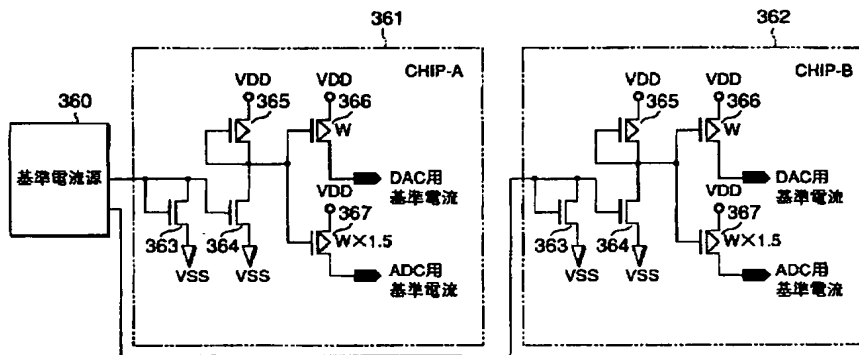 361
362
360
CHIP-A
CHIP-B
基準電流源
VDD
365
VDD
366
W
DAC用
基準電流
VDD
367
W×1.5
ADC用
基準電流
363
364
VSS
VSS
VDD
365
VDD
366
W
DAC用
基準電流
VDD
367
W×1.5
ADC用
基準電流
363
364
VSS
VSS